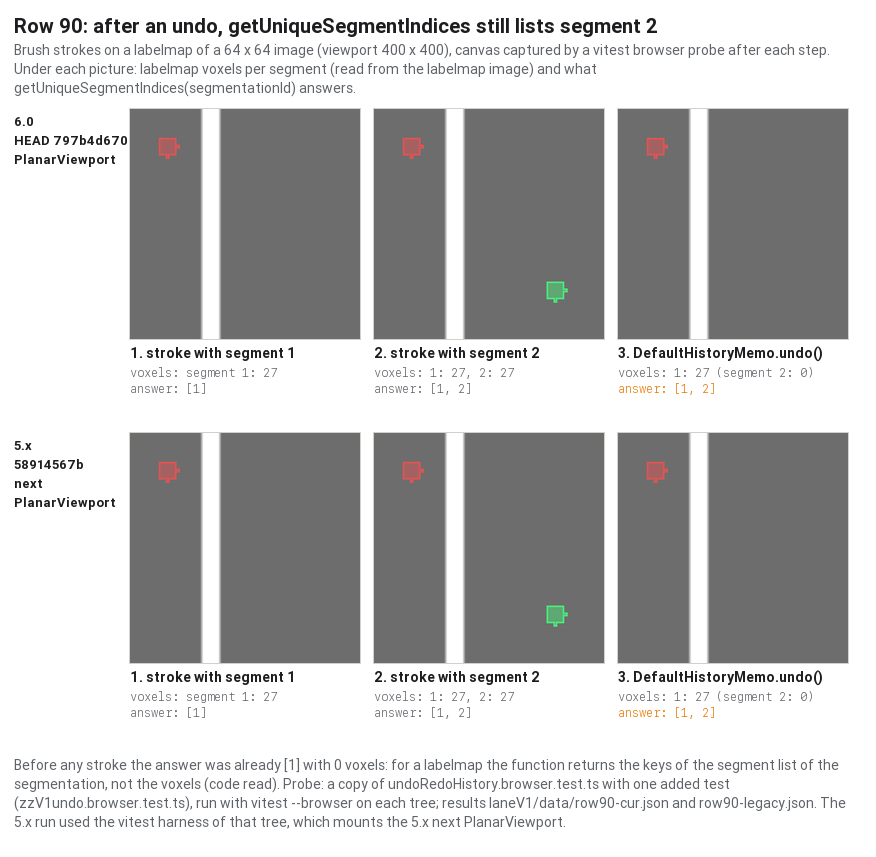 Row 90: after an undo, getUniqueSegmentIndices still lists segment 2
Brush strokes on a labelmap of a 64 x 64 image (viewport 400 x 400), canvas captured by a vitest browser probe after each step.
Under each picture: labelmap voxels per segment (read from the labelmap image) and what
getUniqueSegmentIndices(segmentationId) answers.
6.0
HEAD 797b4d670
PlanarViewport
1. stroke with segment 1
voxels: segment 1: 27
answer: [1]
2. stroke with segment 2
voxels: 1: 27, 2: 27
answer: [1, 2]
3. DefaultHistoryMemo.undo()
voxels: 1: 27 (segment 2: 0)
answer: [1, 2]
5.x
58914567b
next
PlanarViewport
1. stroke with segment 1
voxels: segment 1: 27
answer: [1]
2. stroke with segment 2
voxels: 1: 27, 2: 27
answer: [1, 2]
3. DefaultHistoryMemo.undo()
voxels: 1: 27 (segment 2: 0)
answer: [1, 2]
Before any stroke the answer was already [1] with 0 voxels: for a labelmap the function returns the keys of the segment list of the
segmentation, not the voxels (code read). Probe: a copy of undoRedoHistory.browser.test.ts with one added test
(zzV1undo.browser.test.ts), run with vitest --browser on each tree; results laneV1/data/row90-cur.json and row90-legacy.json. The
5.x run used the vitest harness of that tree, which mounts the 5.x next PlanarViewport.